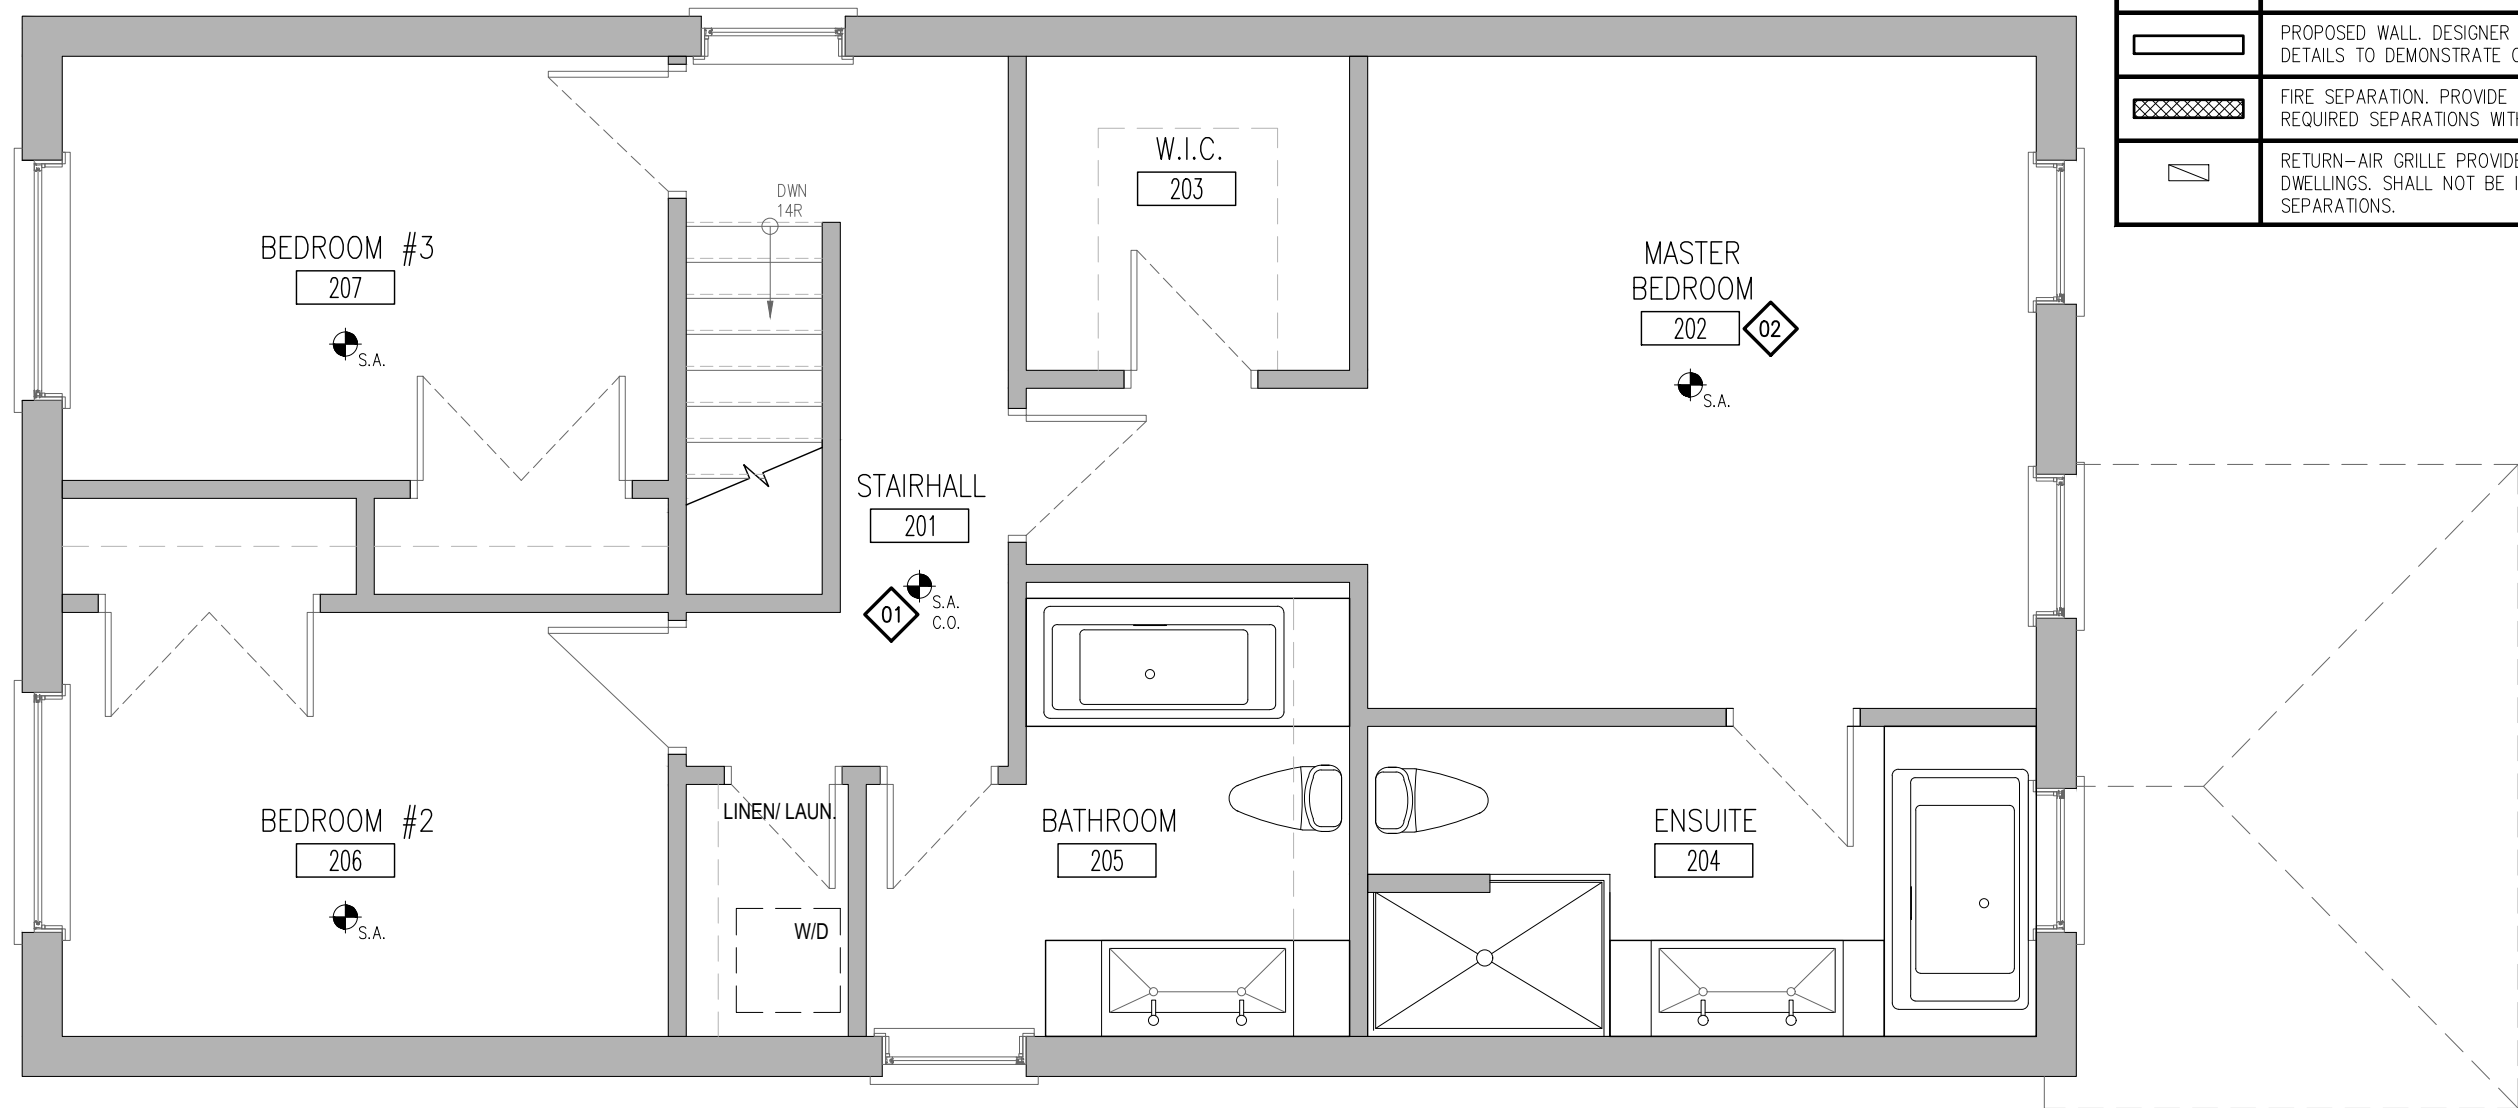 PROPOSED WALL. DESIGNER
DETAILS TO DEMONSTRATE
FIRE SEPARATION. PROVIDE
REQUIRED SEPARATIONS
RETURN-AIR GRILLE
DWELLINGS. SHALL NOT BE
SEPARATIONS.
W.I.C.
203
DWN
14R
BEDROOM #3
207
S.A.
MASTER
BEDROOM
202
02
S.A.
STAIRHALL
201
01
S.A.
C.O.
LINEN/ LAUN.
W/D
BEDROOM #2
206
S.A.
BATHROOM
205
ENSUITE
204